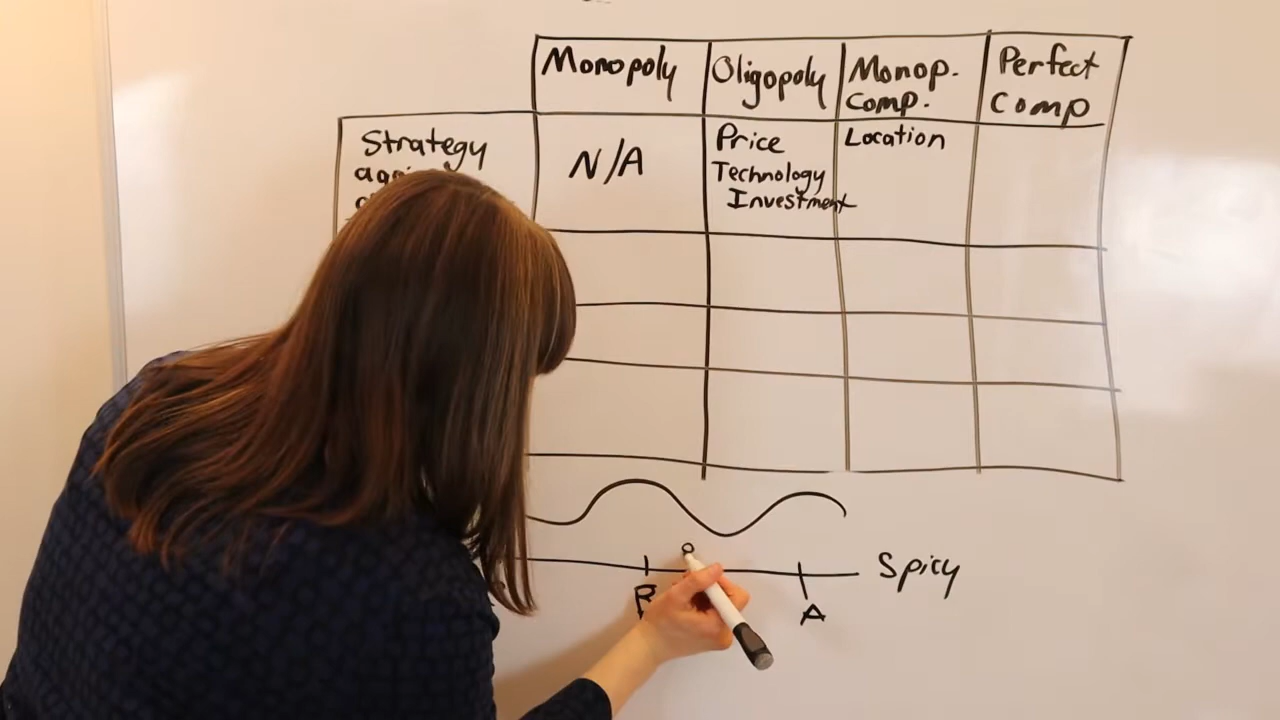 Monopoly
Oligopoly
Monop.
Comp.
Perfect
Comp
Strategy
N/A
Price
Technology
Investment
Location
Spicy
A